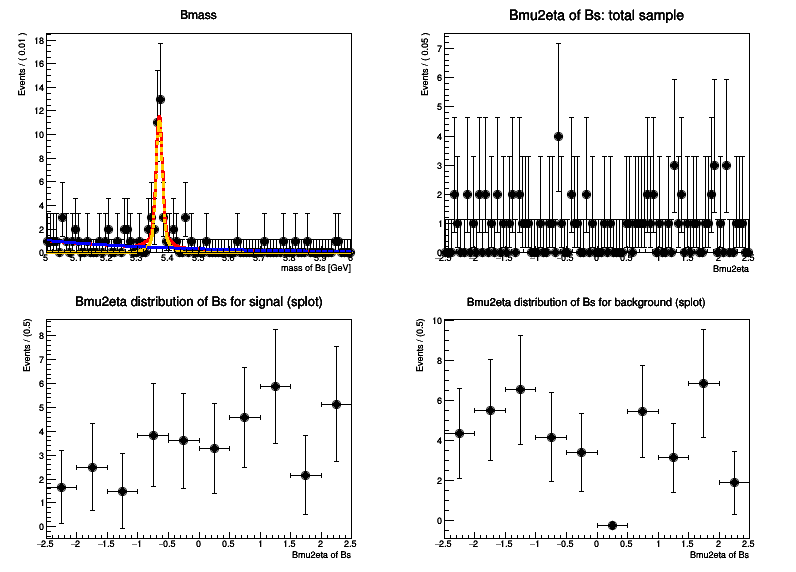 Bmass
Events / ( 0.01 )
18
16
14
12
10
8
6
4
2
0
5 5.1 5.2 5.3 5.4 5.5 5.6 5.7 5.8 5.9 6
mass of Bs [GeV]
Bmu2eta of Bs: total sample
Events / ( 0.05 )
7
6
5
4
3
2
1
0
−2.5 −1.5 −0.5 0.5 1.5 2.5
Bmu2eta
Bmu2eta distribution of Bs for signal (splot)
Events / (0.5)
8
7
6
5
4
3
2
1
0
−2.5 −2 −1.5 −1 −0.5 0 0.5 1 1.5 2 2.5
Bmu2eta of Bs
Bmu2eta distribution of Bs for background (splot)
Events / (0.5)
10
8
6
4
2
0
−2.5 −2 −1.5 −1 −0.5 0 0.5 1 1.5 2 2.5
Bmu2eta of Bs